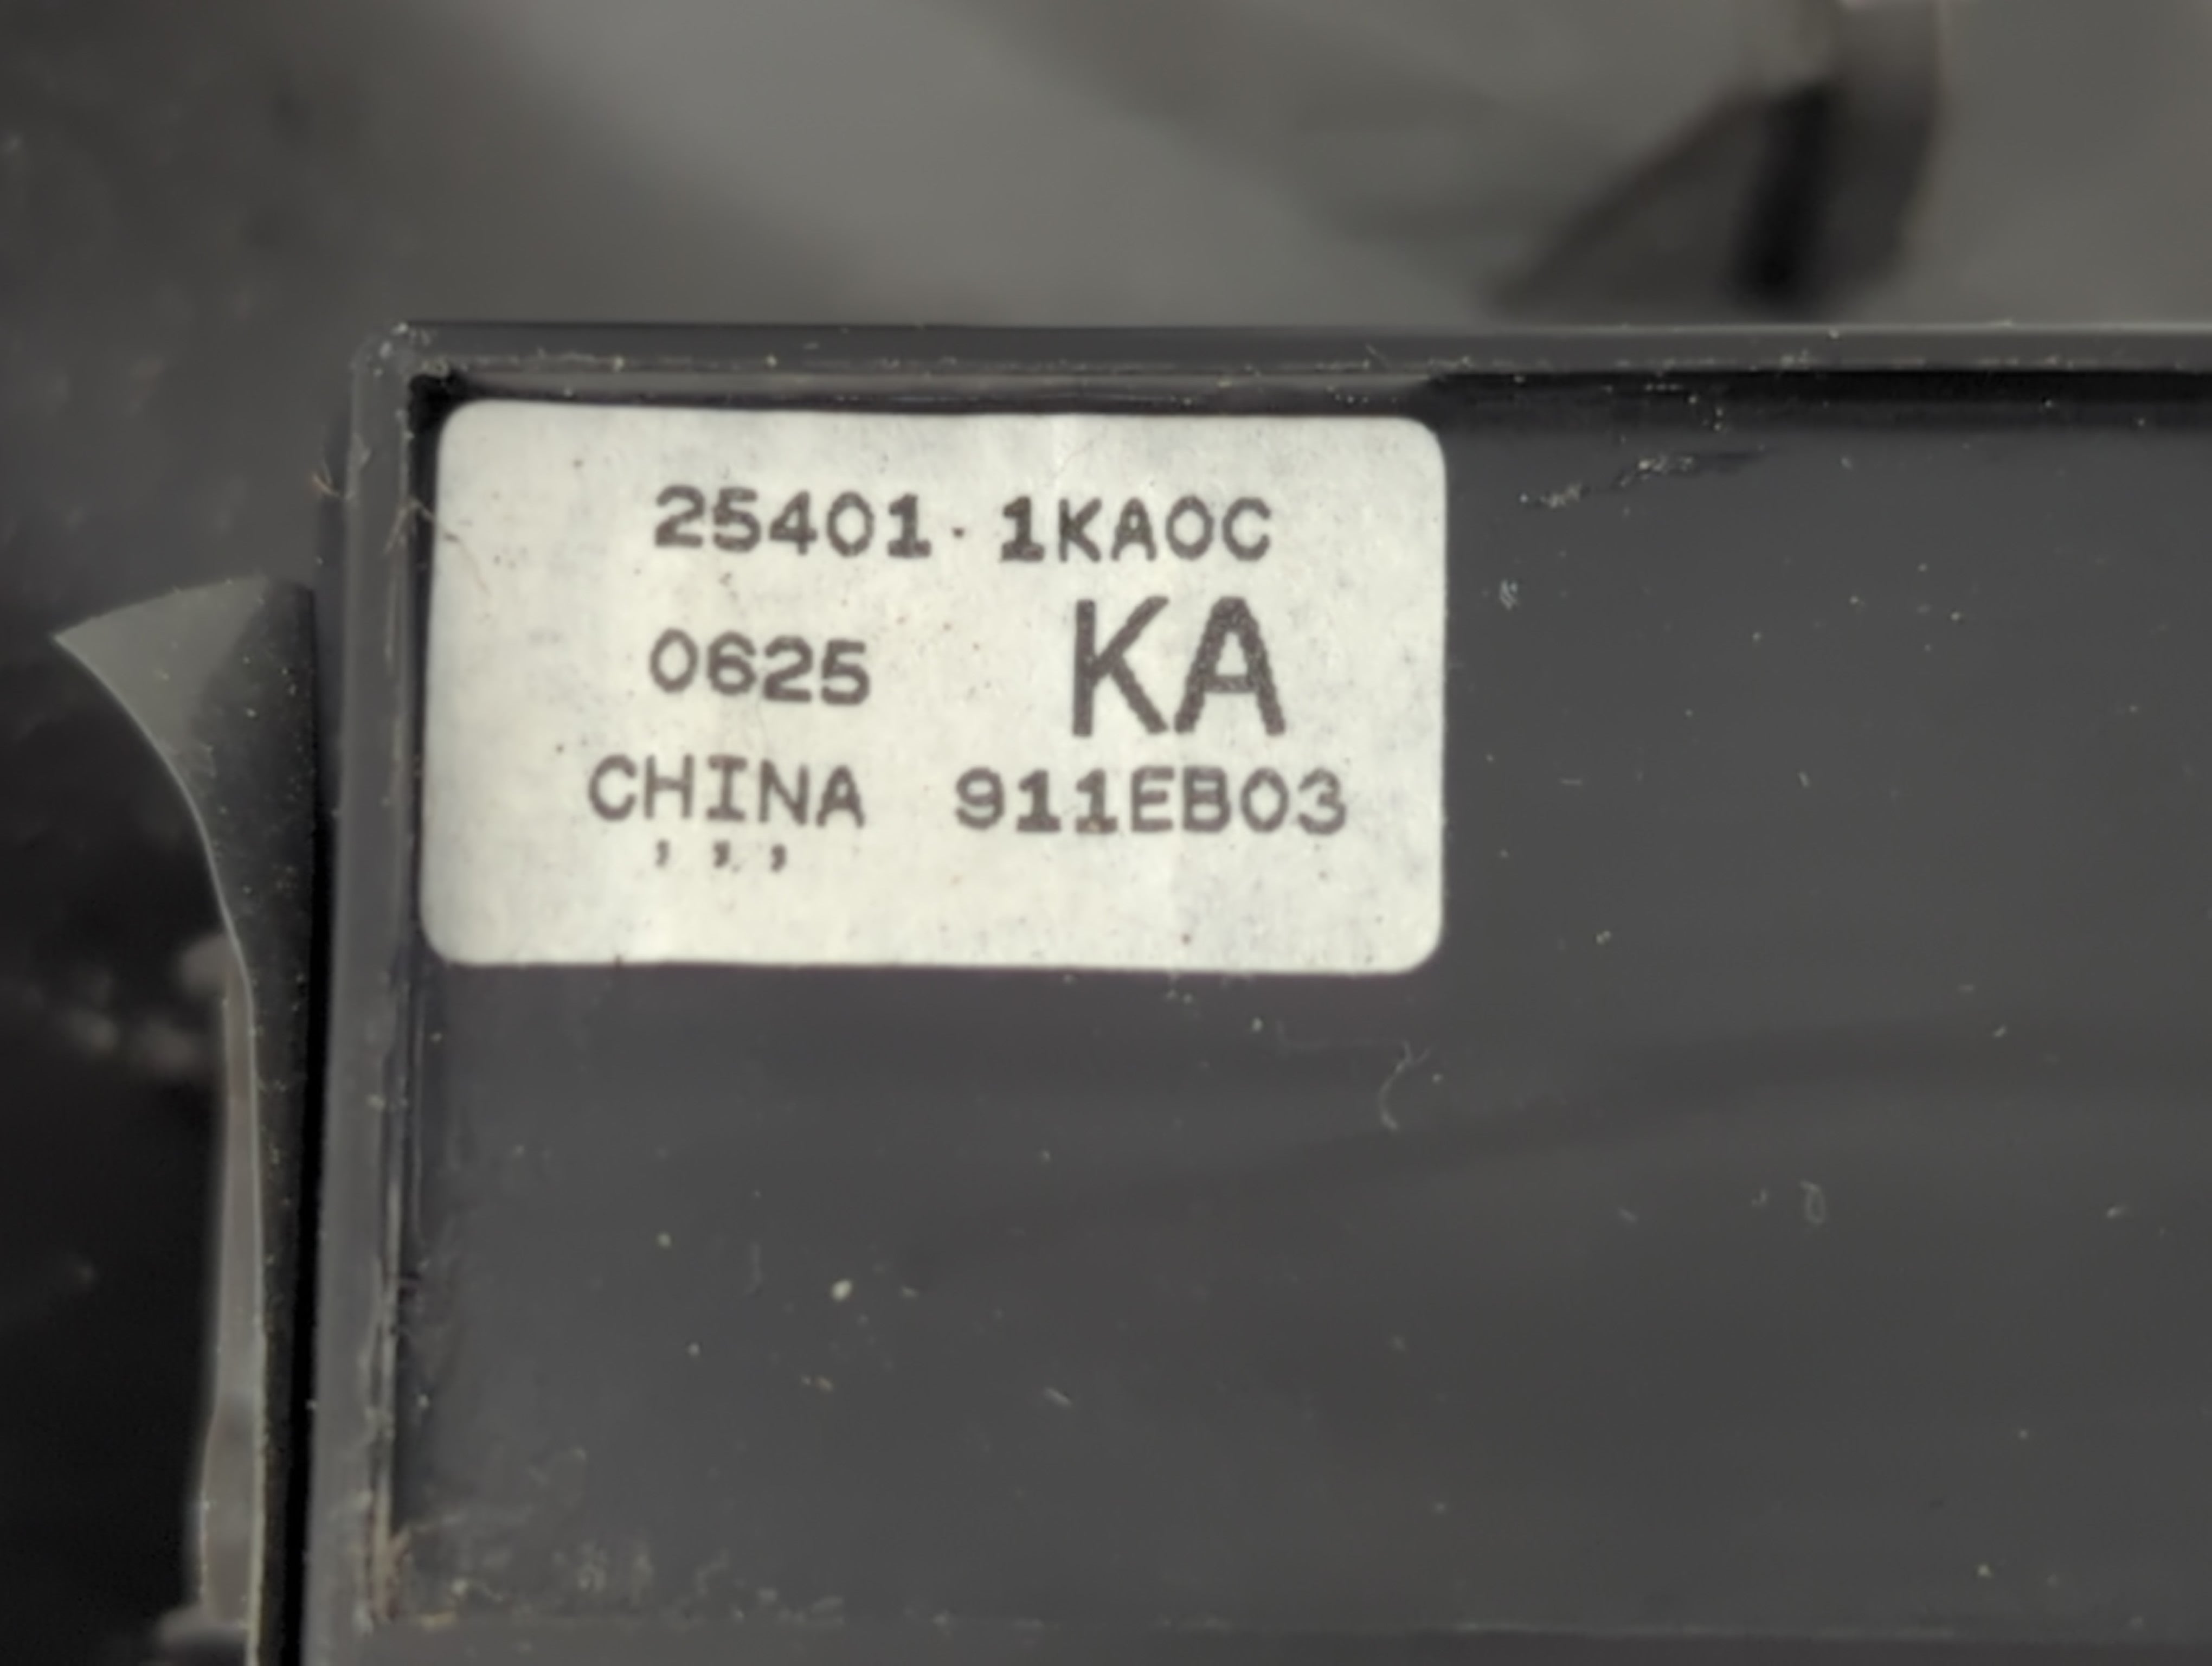 25401-1KA0C
0625 KA
CHINA 911EB03
, , ,